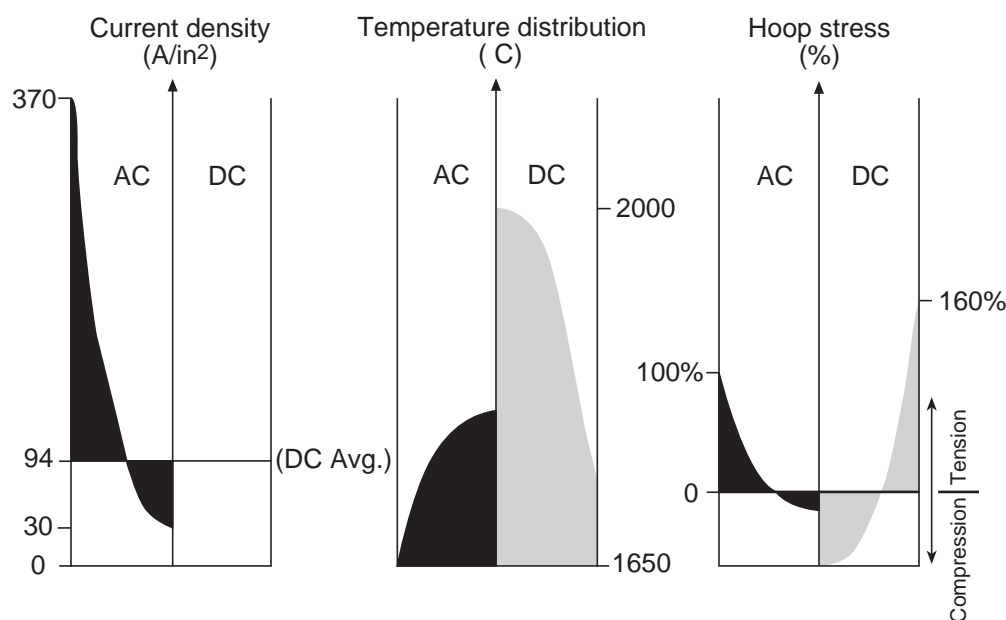 Current density
(A/in2)
370
AC
DC
94
(DC Avg.)
30
0
Temperature distribution
( C)
AC
DC
2000
1650
Hoop stress
(%)
AC
DC
160%
100%
0
Tension
Compression